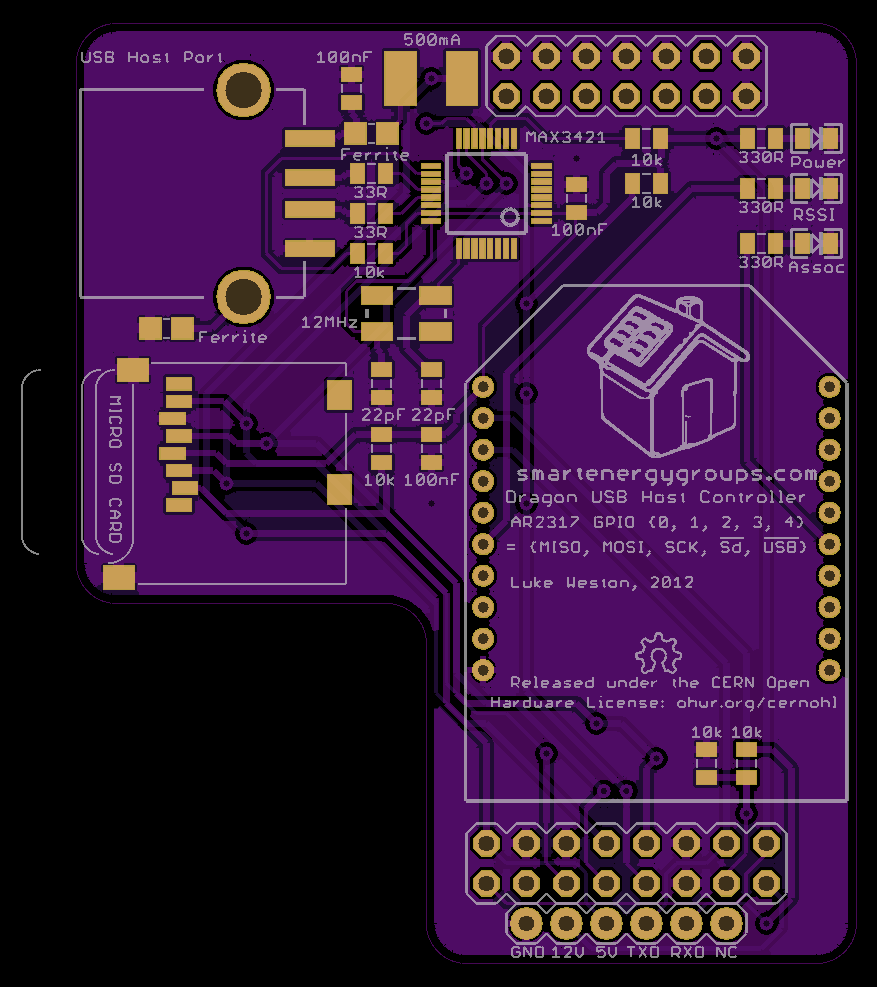 500mA
USB Host Port
100nF
MAX3421
Ferrite
10k
330R
Power
33R
10k
330R
RSSI
33R
100nF
10k
330R
Assoc
12MHz
Ferrite
22pF 22pF
MICRO SD CARD
10k 100nF
smartenergygroups.com
Dragon USB Host Controller
AR2317 GPIO (0, 1, 2, 3, 4)
= (MISO, MOSI, SCK, Sd, USB)
Luke Weston, 2012
Released under the CERN Open
Hardware License: ohwr.org/cernohl
10k 10k
GND 12V 5V TXD RXD NC